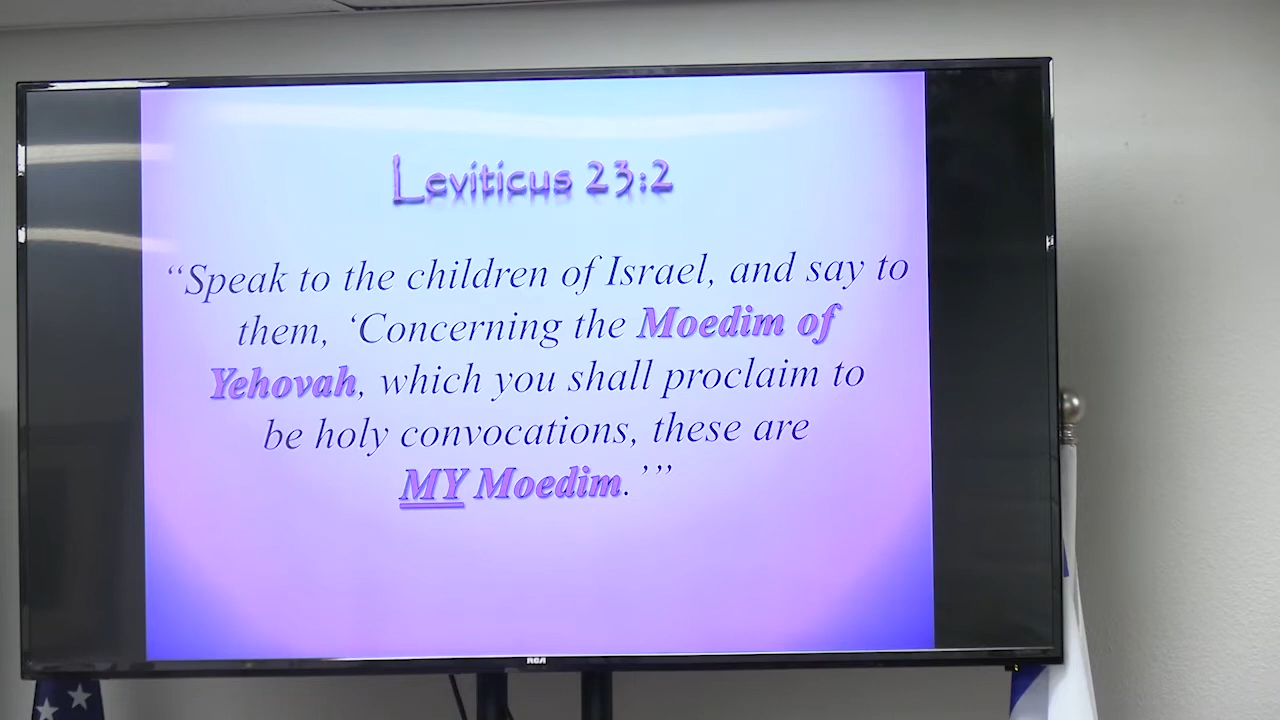 Leviticus 23:2
“Speak to the children of Israel, and say to
them, ‘Concerning the Moedim of
Yehovah, which you shall proclaim to
be holy convocations, these are
MY Moedim.’”
RCA